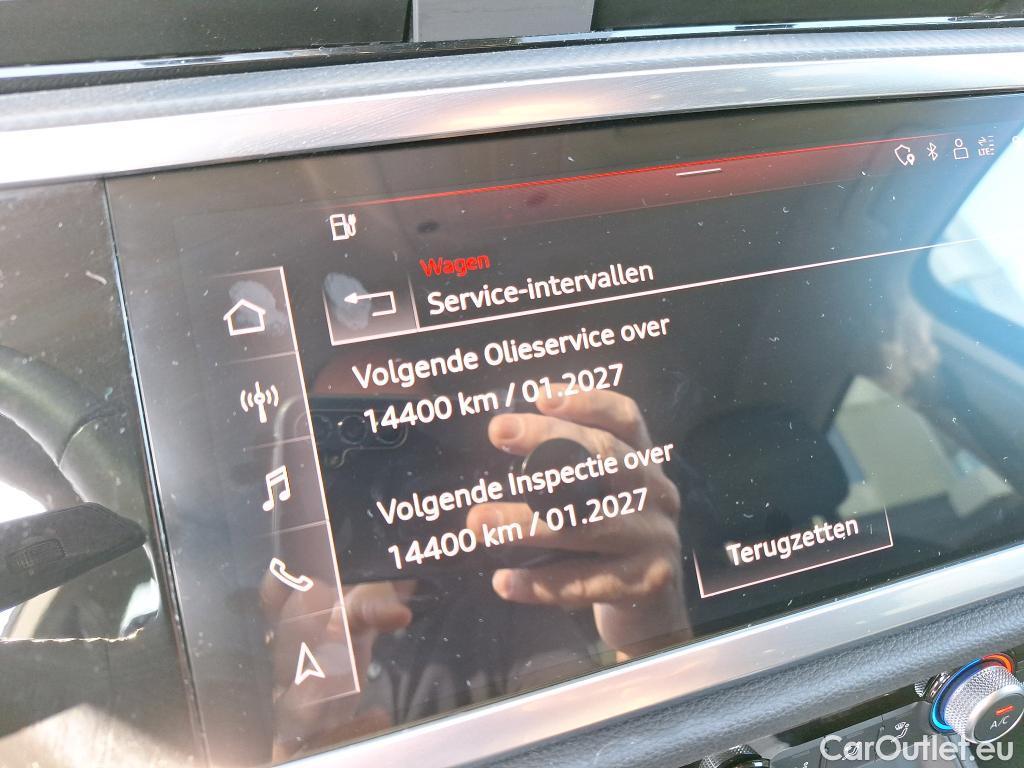 LTE
Wagen
Service-intervallen
Volgende Olieservice over
14400 km / 01.2027
Volgende Inspectie over
14400 km / 01.2027
Terugzetten
A/C
CarOutlet.eu